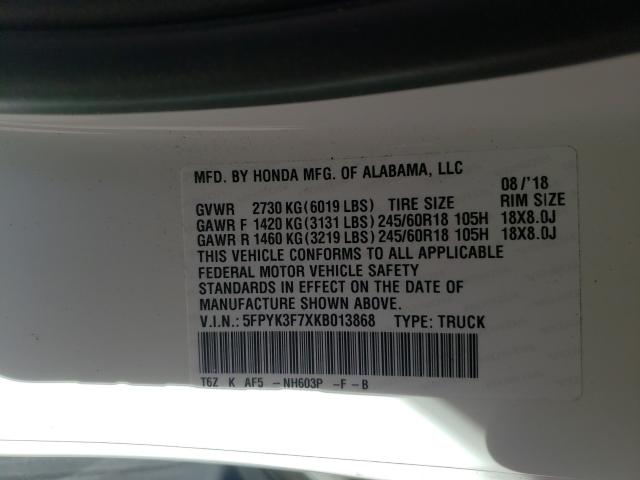 MFD. BY HONDA MFG. OF ALABAMA, LLC 08/'18
GVWR 2730 KG(6019 LBS) TIRE SIZE RIM SIZE
GAWR F 1420 KG(3131 LBS)245/60R18 105H 18X8.0J
GAWR R 1460 KG(3219 LBS)245/60R18 105H 18X8.0J
THIS VEHICLE CONFORMS TO ALL APPLICABLE
FEDERAL MOTOR VEHICLE SAFETY
STANDARDS IN EFFECT ON THE DATE OF
MANUFACTURE SHOWN ABOVE.
V.I.N.: 5FPYK3F7XKB013868 TYPE: TRUCK
T6Z K AF5 -NH603P -F-B